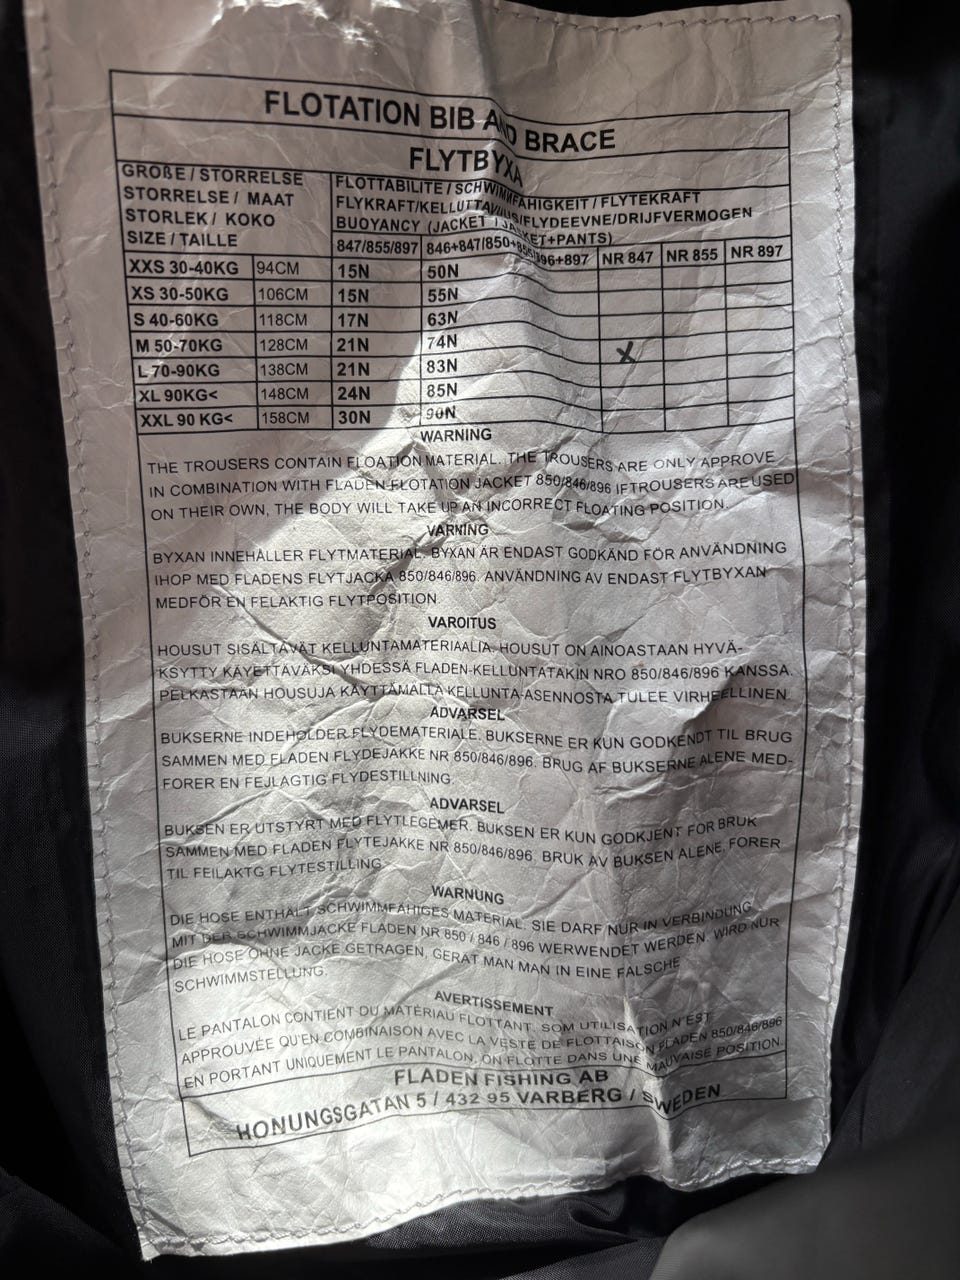 FLOTATION BIB AND BRACE
FLYTBYXA
GROßE / STORRELSE
STORRELSE / MAAT
STORLEK / KOKO
SIZE / TAILLE
FLOTTABILITE / SCHWIMMFAHIGKEIT / FLYTEKRAFT
FLYKRAFT/KELLUTTAVUUS/FLYDEEVNE/DRIJFVERMOGEN
BUOYANCY (JACKET / JACKET+PANTS)
847/855/897 846+847/850+855/896+897 NR 847 NR 855 NR 897
XXS 30-40KG 94CM 15N 50N
XS 30-50KG 106CM 15N 55N
S 40-60KG 118CM 17N 63N
M 50-70KG 128CM 21N 74N X
L 70-90KG 138CM 21N 83N
XL 90KG< 148CM 24N 85N
XXL 90 KG< 158CM 30N 90N
WARNING
THE TROUSERS CONTAIN FLOATION MATERIAL. THE TROUSERS ARE ONLY APPROVE
IN COMBINATION WITH FLADEN FLOTATION JACKET 850/846/896 IF TROUSERS ARE USED
ON THEIR OWN, THE BODY WILL TAKE UP AN INCORRECT FLOATING POSITION.
VARNING
BYXAN INNEHÅLLER FLYTMATERIAL. BYXAN ÄR ENDAST GODKÄND FÖR ANVÄNDNING
IHOP MED FLADENS FLYTJACKA 850/846/896. ANVÄNDNING AV ENDAST FLYTBYXAN
MEDFÖR EN FELAKTIG FLYTPOSITION.
VAROITUS
HOUSUT SISÄLTÄVÄT KELLUNTAMATERIAALIA. HOUSUT ON AINOASTAAN HYVÄ-
KSYTTY KÄYETTÄVÄKSI YHDESSÄ FLADEN-KELLUNTATAKIN NRO 850/846/896 KANSSA.
PELKASTÄÄN HOUSUJA KÄYTTÄMÄLLÄ KELLUNTA-ASENNOSTA TULEE VIRHEELLINEN.
ADVARSEL
BUKSERNE INDEHOLDER FLYDEMATERIALE. BUKSERNE ER KUN GODKENDT TIL BRUG
SAMMEN MED FLADEN FLYDEJAKKE NR 850/846/896. BRUG AF BUKSERNE ALENE MED-
FORER EN FEJLAGTIG FLYDESTILLNING.
ADVARSEL
BUKSEN ER UTSTYRT MED FLYTLEGEMER. BUKSEN ER KUN GODKJENT FOR BRUK
SAMMEN MED FLADEN FLYTEJAKKE NR 850/846/896. BRUK AV BUKSEN ALENE, FORER
TIL FEILAKTG FLYTESTILLING.
WARNUNG
DIE HOSE ENTHÄLT SCHWIMMFÄHIGES MATERIAL. SIE DARF NUR IN VERBINDUNG
MIT DER SCHWIMMJACKE FLADEN NR 850 / 846 / 896 WERWENDET WERDEN. WIRD NUR
DIE HOSE OHNE JACKE GETRAGEN, GERÄT MAN MAN IN EINE FALSCHE
SCHWIMMSTELLUNG.
AVERTISSEMENT
LE PANTALON CONTIENT DU MATÉRIAU FLOTTANT. SOM UTILISATION N'EST
APPROUVÉE QU'EN COMBINAISON AVEC LA VESTE DE FLOTTAISON FLADEN 850/846/896
EN PORTANT UNIQUEMENT LE PANTALON, ON FLOTTE DANS UNE MAUVAISE POSITION.
FLADEN FISHING AB
HONUNGSGATAN 5 / 432 95 VARBERG / SWEDEN